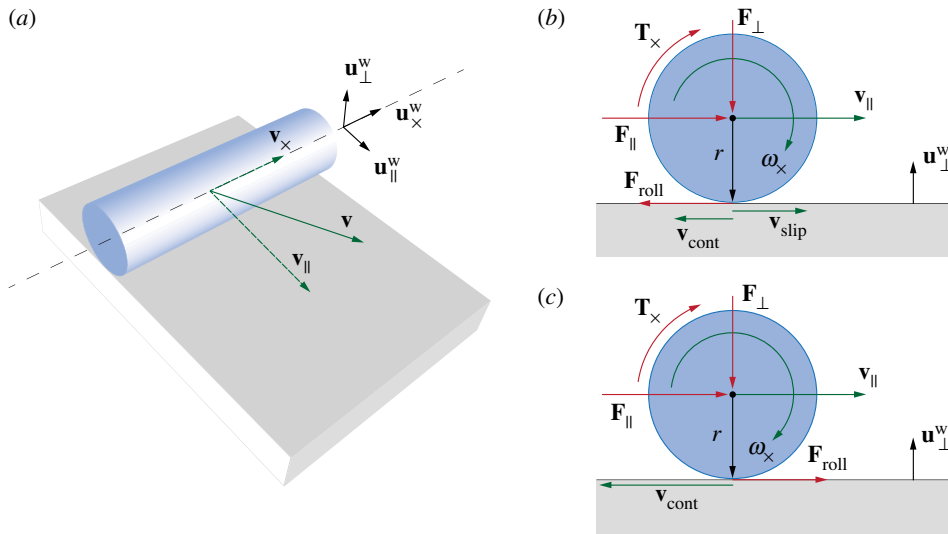 (a)
u⊥ʷ
u×ʷ
u∥ʷ
v×
v
v∥
(b)
F⊥
T×
v∥
F∥
r
ω×
u⊥ʷ
Froll
vcont
vslip
(c)
F⊥
T×
v∥
F∥
r
ω×
u⊥ʷ
Froll
vcont